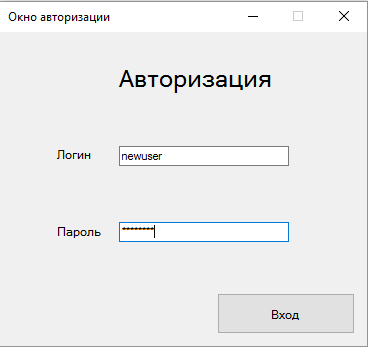 Окно авторизации
Авторизация
Логин
newuser
Пароль
********
Вход